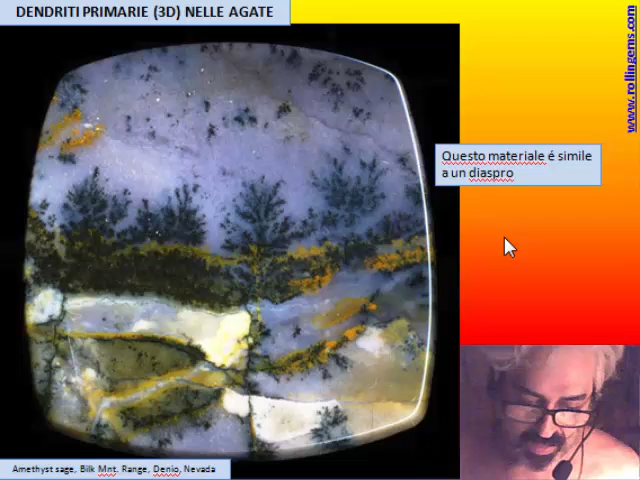 DENDRITI PRIMARIE (3D) NELLE AGATE
www.rollingems.com
Questo materiale é simile
a un diaspro
Amethyst sage, Bilk Mnt. Range, Denio, Nevada